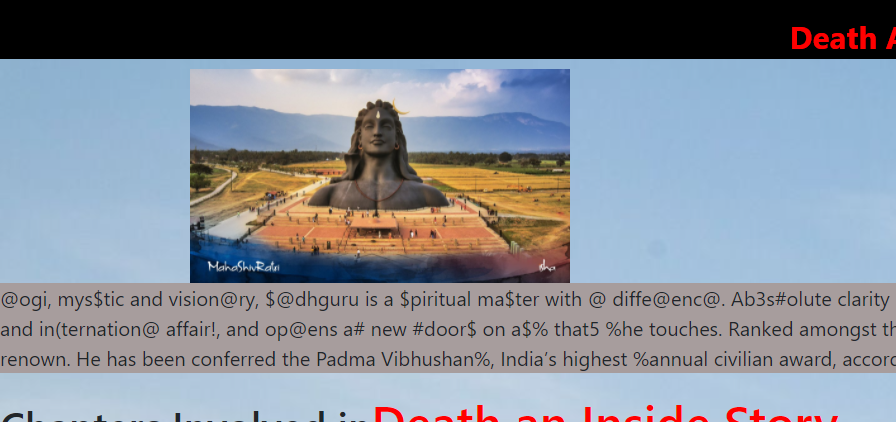 Death A
MahaShivRatri
isha
@ogi, mys$tic and vision@ry, $@dhguru is a $piritual ma$ter with @ diffe@enc@. Ab3s#olute clarity
and in(ternation@ affair!, and op@ens a# new #door$ on a$% that5 %he touches. Ranked amongst th
renown. He has been conferred the Padma Vibhushan%, India’s highest %annual civilian award, accord
Chapters Involved in Death an Inside Story